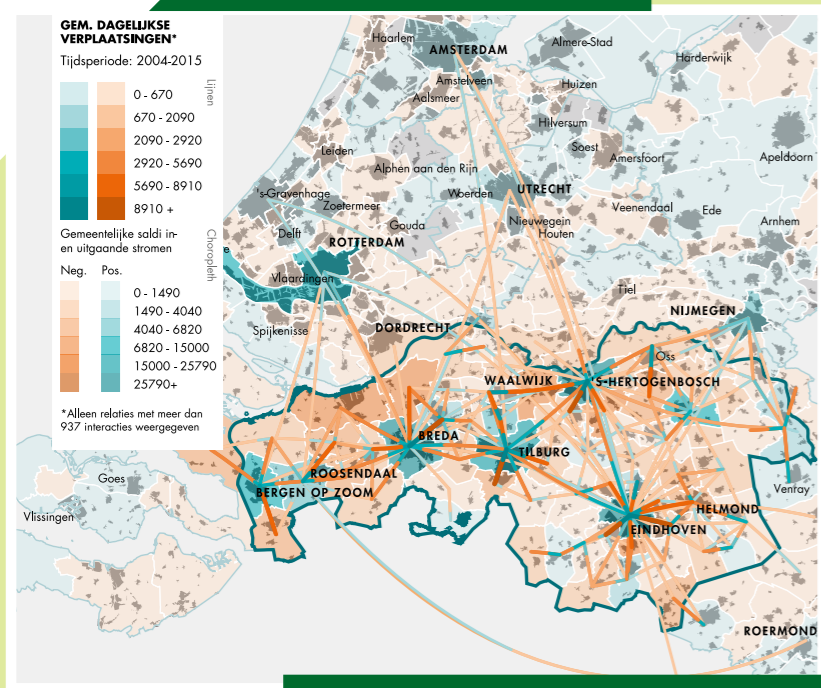 GEM. DAGELIJKSE
VERPLAATSINGEN*
Tijdsperiode: 2004-2015
Lijnen
0 - 670
670 - 2090
2090 - 2920
2920 - 5690
5690 - 8910
8910 +
Gemeentelijke saldi in-
en uitgaande stromen
Choropleth
Neg. Pos.
0 - 1490
1490 - 4040
4040 - 6820
6820 - 15000
15000 - 25790
25790+
*Alleen relaties met meer dan
937 interacties weergegeven
Haarlem
AMSTERDAM
Almere-Stad
Harderwijk
Amstelveen
Huizen
Aalsmeer
Hilversum
Leiden
Soest
Amersfoort
Apeldoorn
Alphen aan den Rijn
's-Gravenhage
Woerden
UTRECHT
Zoetermeer
Veenendaal
Ede
Delft
Gouda
Nieuwegein
Houten
Arnhem
ROTTERDAM
e
Vlaardingen
Tiel
Spijkenisse
DORDRECHT
NIJMEGEN
Oss
WAALWIJK
'S-HERTOGENBOSCH
BREDA
TILBURG
ROOSENDAAL
Goes
BERGEN OP ZOOM
Venray
Vlissingen
HELMOND
EINDHOVEN
ROERMOND